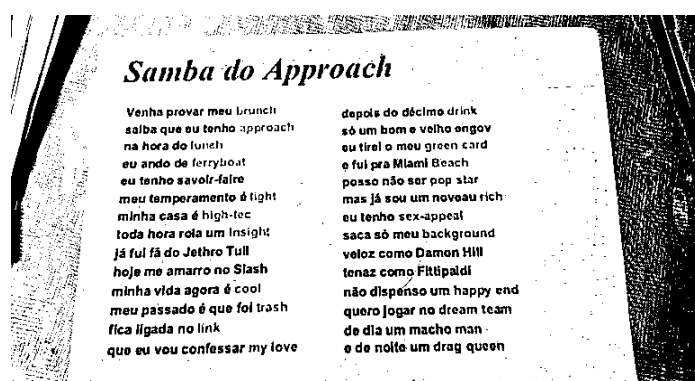 Samba do Approach
Venha provar meu brunch
saiba que eu tenho approach
na hora do lunch
eu ando de ferryboat
eu tenho savoir-faire
meu temperamento é light
minha casa é high-tec
toda hora rola um insight
já fui fã do Jethro Tull
hoje me amarro no Slash
minha vida agora é cool
meu passado é que foi trash
fica ligada no link
que eu vou confessar my love
depois do décimo drink
só um bom e velho engov
eu tirei o meu green card
e fui pra Miami Beach
posso não ser pop star
mas já sou um noveau rich
eu tenho sex-appeal
saca só meu background
veloz como Damon Hill
tenaz como Fittipaldi
não dispenso um happy end
quero jogar no dream team
de dia um macho man
e de noite um drag queen